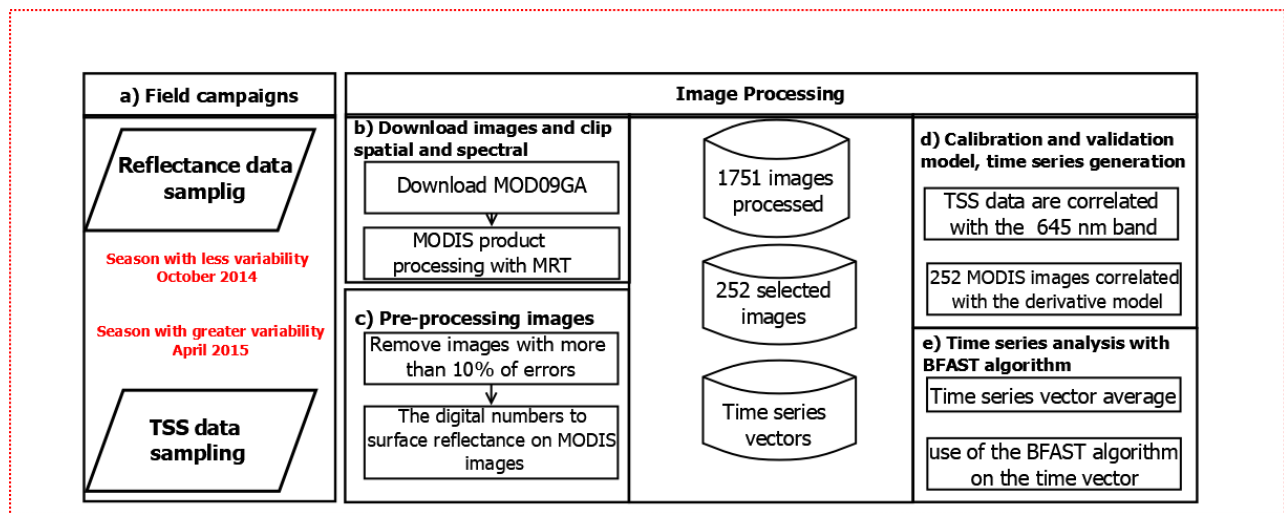 a) Field campaigns
Reflectance data
samplig
Season with less variability
October 2014
Season with greater variability
April 2015
TSS data
sampling
Image Processing
b) Download images and clip
spatial and spectral
Download MOD09GA
MODIS product
processing with MRT
c) Pre-processing images
Remove images with more
than 10% of errors
The digital numbers to
surface reflectance on MODIS
images
1751 images
processed
252 selected
images
Time series
vectors
d) Calibration and validation
model, time series generation
TSS data are correlated
with the 645 nm band
252 MODIS images correlated
with the derivative model
e) Time series analysis with
BFAST algorithm
Time series vector average
use of the BFAST algorithm
on the time vector